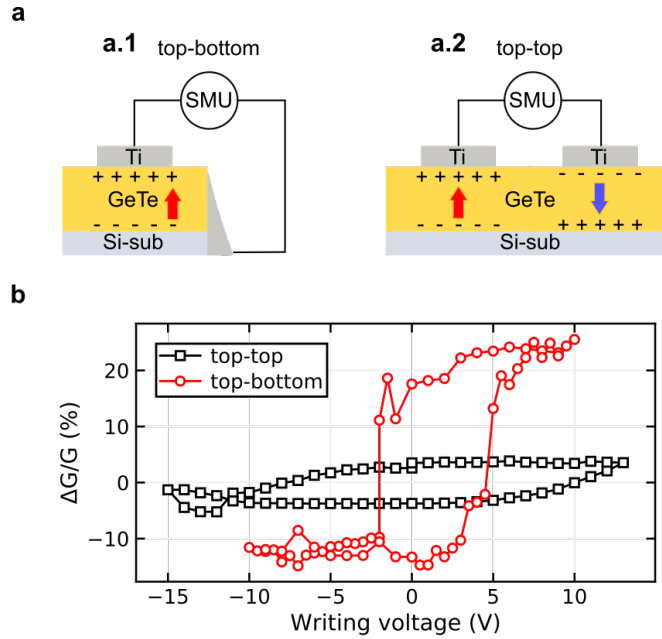 a
a.1 top-bottom
a.2 top-top
SMU
SMU
Ti
Ti
+ + + + +
+ + + + +
- - - - -
GeTe
GeTe
- - - - -
- - - - -
+ + + + +
Si-sub
Si-sub
b
top-top
top-bottom
ΔG/G (%)
20
10
0
−10
−15 −10 −5 0 5 10
Writing voltage (V)